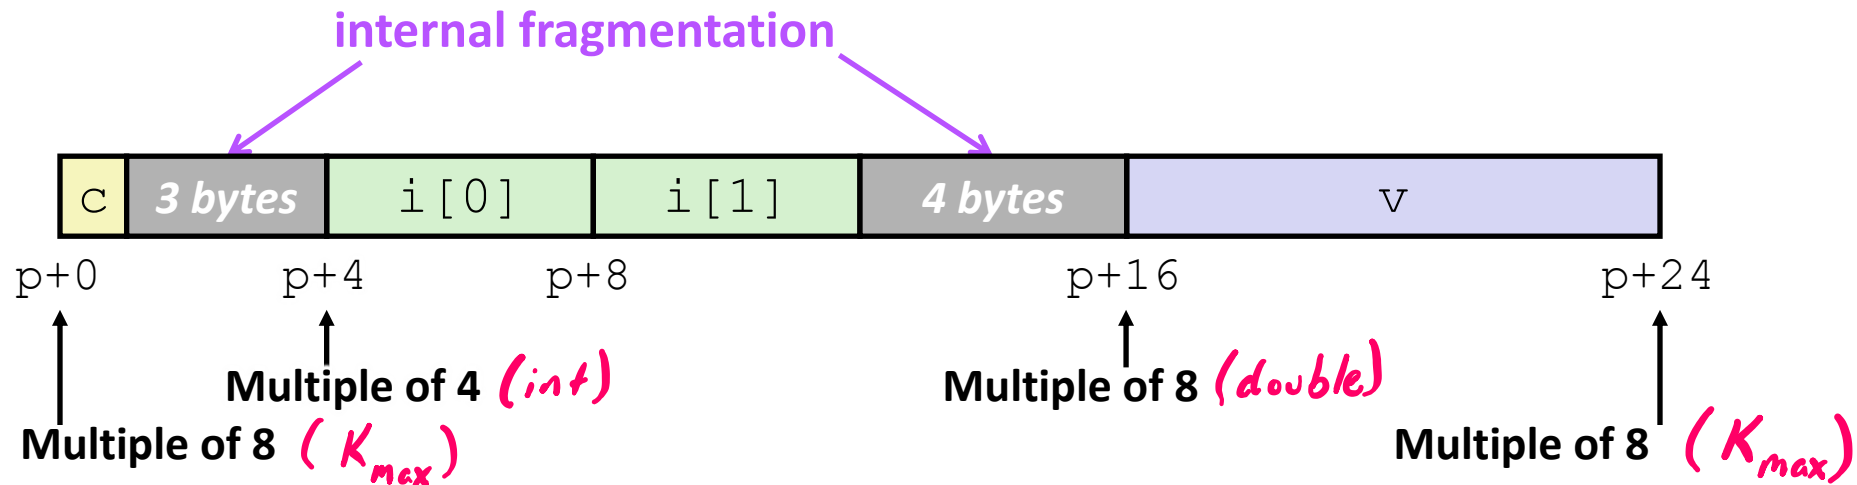 internal fragmentation
c 3 bytes i[0] i[1] 4 bytes v
p+0 p+4 p+8 p+16 p+24
Multiple of 4 (int) Multiple of 8 (double)
Multiple of 8 (Kmax) Multiple of 8 (Kmax)